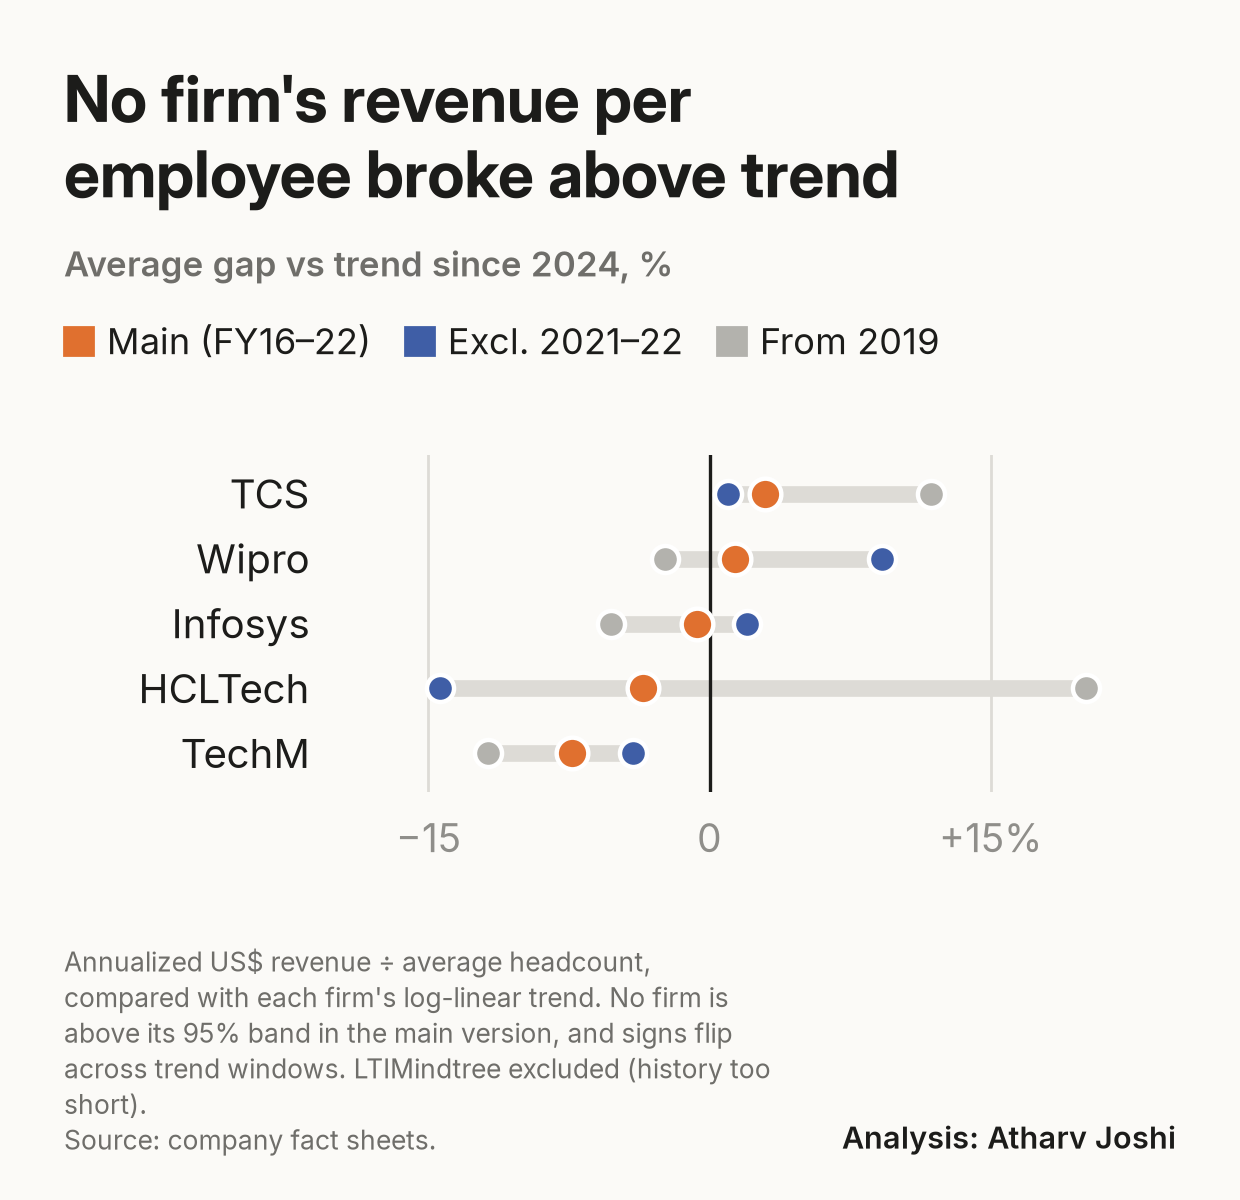 No firm's revenue per
employee broke above trend
Average gap vs trend since 2024, %
Main (FY16–22) Excl. 2021–22 From 2019
TCS
Wipro
Infosys
HCLTech
TechM
−15 0 +15%
Annualized US$ revenue ÷ average headcount,
compared with each firm's log-linear trend. No firm is
above its 95% band in the main version, and signs flip
across trend windows. LTIMindtree excluded (history too
short).
Source: company fact sheets.
Analysis: Atharv Joshi